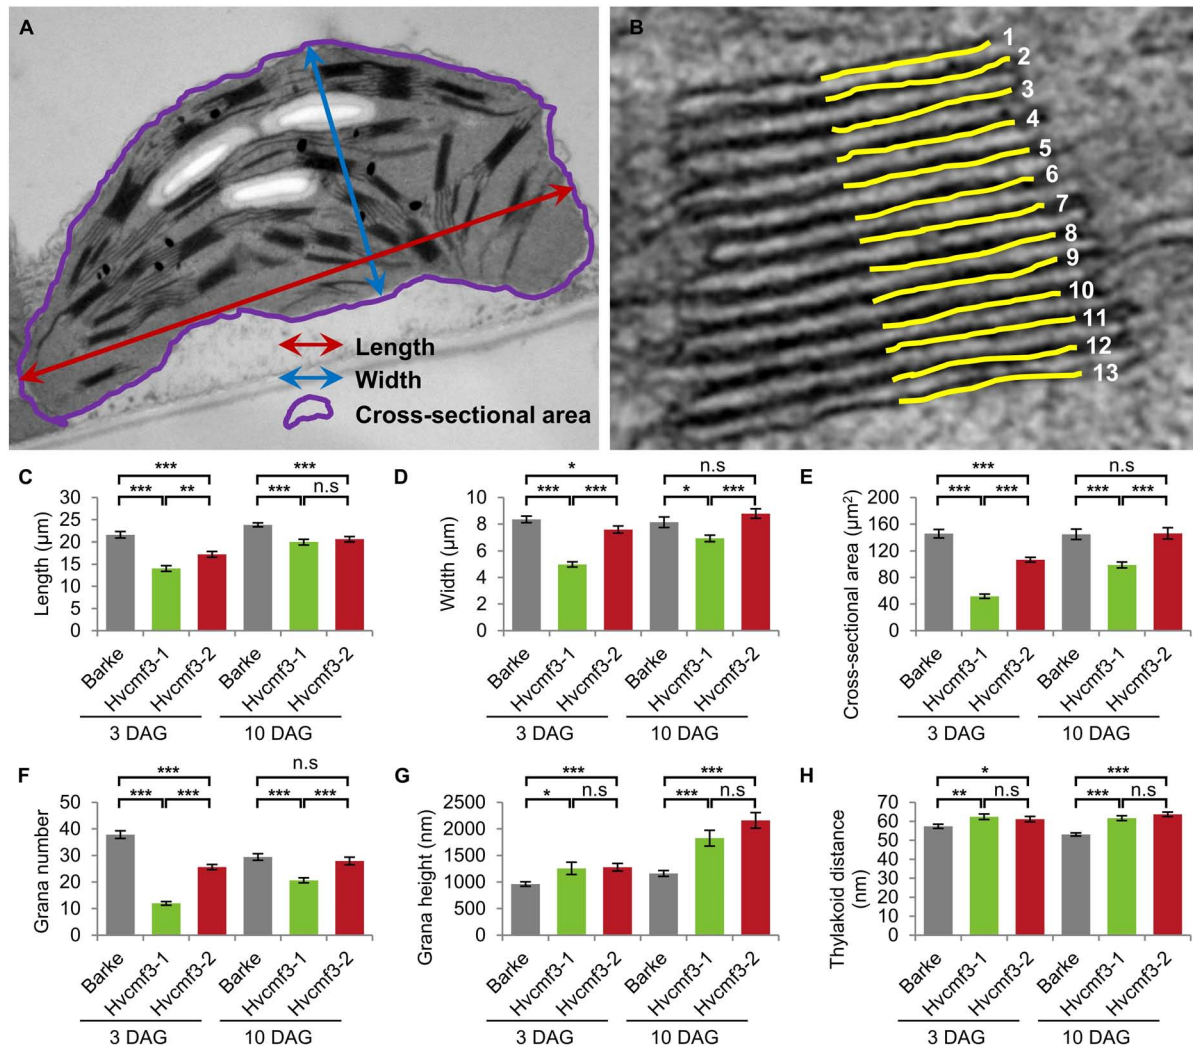 A
Length
Width
Cross-sectional area
B
1
2
3
4
5
6
7
8
9
10
11
12
13
C
*** ***
*** ** *** n.s
Length (µm)
30
25
20
15
10
5
0
Barke Hvcmf3-1 Hvcmf3-2 Barke Hvcmf3-1 Hvcmf3-2
3 DAG 10 DAG
D
* n.s
*** *** * ***
Width (µm)
10
8
6
4
2
0
Barke Hvcmf3-1 Hvcmf3-2 Barke Hvcmf3-1 Hvcmf3-2
3 DAG 10 DAG
E
*** n.s
*** *** *** ***
Cross-sectional area (µm²)
200
160
120
80
40
0
Barke Hvcmf3-1 Hvcmf3-2 Barke Hvcmf3-1 Hvcmf3-2
3 DAG 10 DAG
F
*** n.s
*** *** *** ***
Grana number
50
40
30
20
10
0
Barke Hvcmf3-1 Hvcmf3-2 Barke Hvcmf3-1 Hvcmf3-2
3 DAG 10 DAG
G
*** ***
* n.s *** n.s
Grana height (nm)
2500
2000
1500
1000
500
0
Barke Hvcmf3-1 Hvcmf3-2 Barke Hvcmf3-1 Hvcmf3-2
3 DAG 10 DAG
H
* ***
** n.s *** n.s
Thylakoid distance
(nm)
70
60
50
40
30
20
10
0
Barke Hvcmf3-1 Hvcmf3-2 Barke Hvcmf3-1 Hvcmf3-2
3 DAG 10 DAG